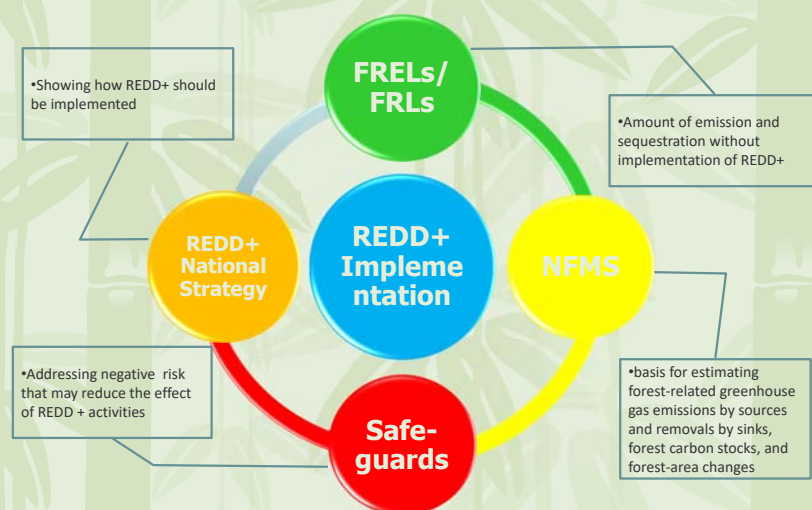 FRELs/
FRLs
•Showing how REDD+ should
be implemented
•Amount of emission and
sequestration without
implementation of REDD+
REDD+
National
Strategy
REDD+
Impleme
ntation
NFMS
•Addressing negative risk
that may reduce the effect
of REDD + activities
•basis for estimating
forest-related greenhouse
gas emissions by sources
and removals by sinks,
forest carbon stocks, and
forest-area changes
Safe-
guards